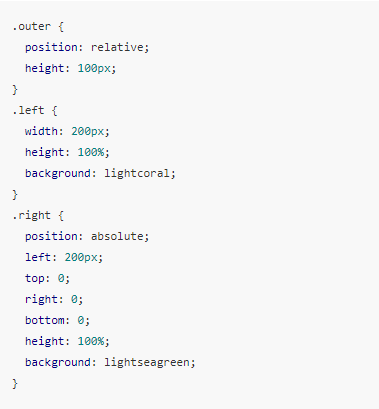 .outer {
  position: relative;
  height: 100px;
}
.left {
  width: 200px;
  height: 100%;
  background: lightcoral;
}
.right {
  position: absolute;
  left: 200px;
  top: 0;
  right: 0;
  bottom: 0;
  height: 100%;
  background: lightseagreen;
}